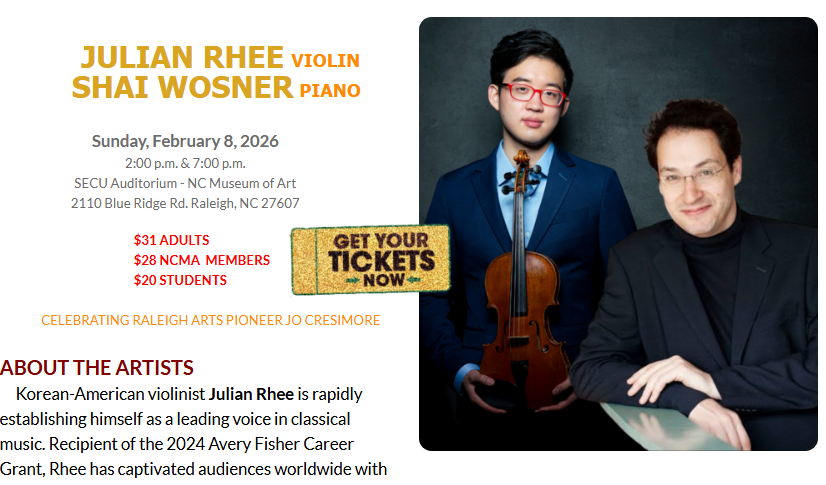 JULIAN RHEE VIOLIN
SHAI WOSNER PIANO
Sunday, February 8, 2026
2:00 p.m. & 7:00 p.m.
SECU Auditorium - NC Museum of Art
2110 Blue Ridge Rd. Raleigh, NC 27607
$31 ADULTS
$28 NCMA MEMBERS
$20 STUDENTS
GET YOUR
TICKETS
NOW
CELEBRATING RALEIGH ARTS PIONEER JO CRESIMORE
ABOUT THE ARTISTS
Korean-American violinist Julian Rhee is rapidly
establishing himself as a leading voice in classical
music. Recipient of the 2024 Avery Fisher Career
Grant, Rhee has captivated audiences worldwide with